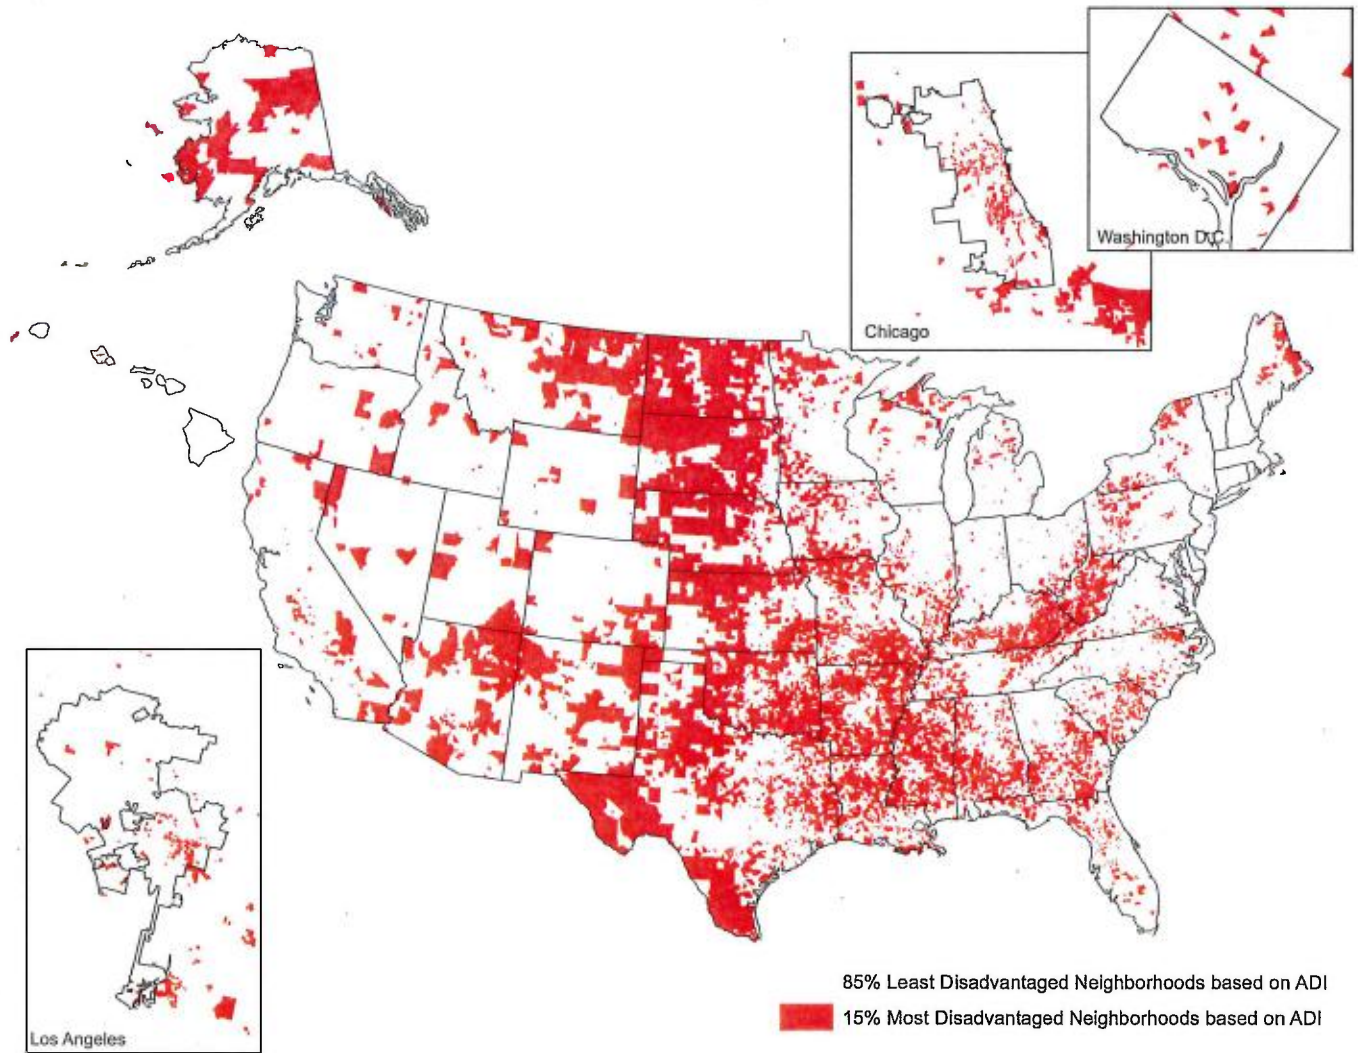 Washington D.C.
Chicago
Los Angeles
85% Least Disadvantaged Neighborhoods based on ADI
15% Most Disadvantaged Neighborhoods based on ADI